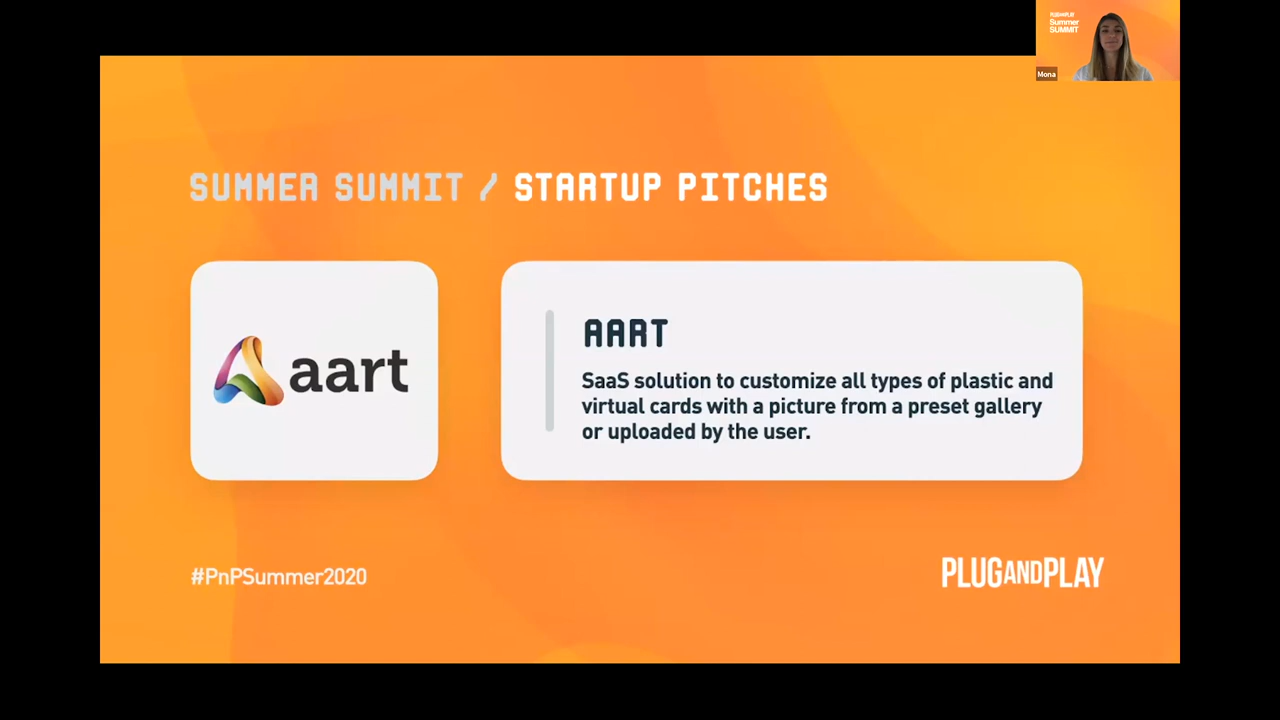 PLUGANDPLAY
Summer
SUMMIT
Mona
SUMMER SUMMIT / STARTUP PITCHES
aart
AART
SaaS solution to customize all types of plastic and
virtual cards with a picture from a preset gallery
or uploaded by the user.
#PnPSummer2020
PLUGANDPLAY